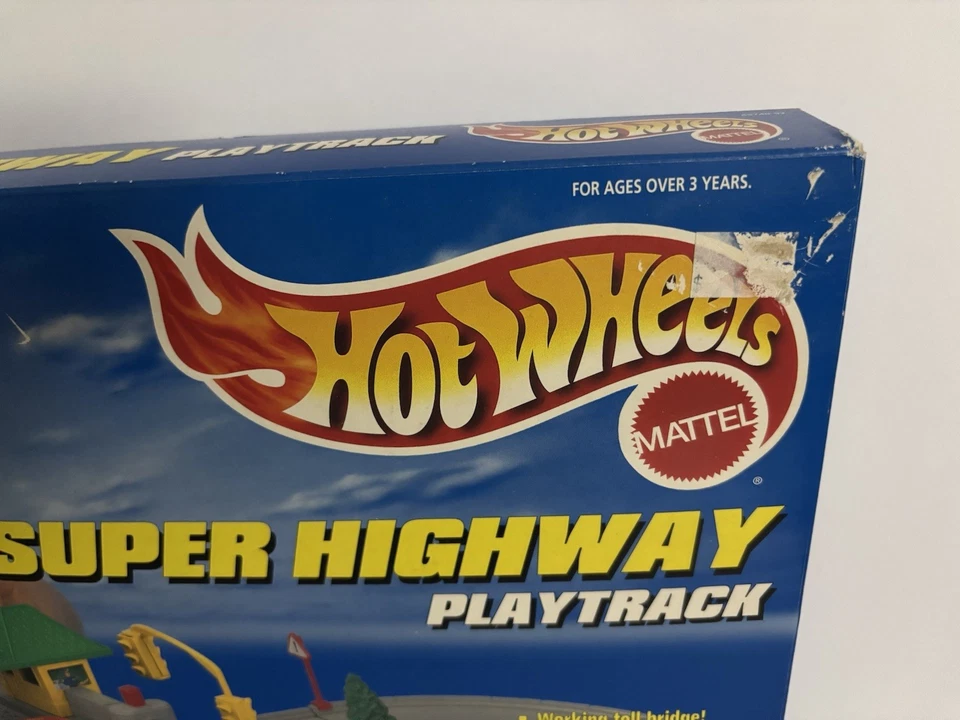 WAY PLAYTRACK
HOT WHEELS
MATTEL
FOR AGES OVER 3 YEARS.
HOT WHEELS
MATTEL
®
SUPER HIGHWAY
PLAYTRACK
Working toll bridge!